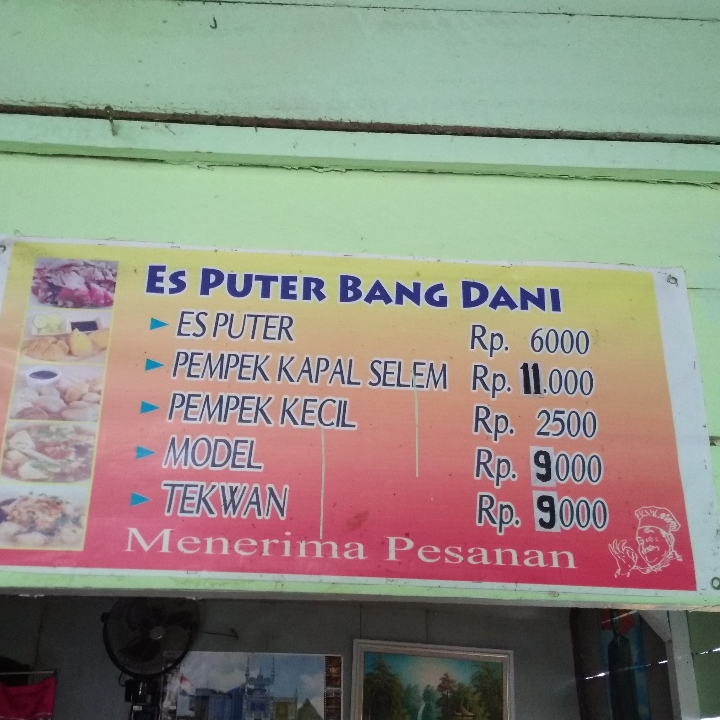 ES PUTER BANG DANI
ES PUTER Rp. 6000
PEMPEK KAPAL SELEM Rp. 11.000
PEMPEK KECIL Rp. 2500
MODEL Rp. 9000
TEKWAN Rp. 9000
Menerima Pesanan